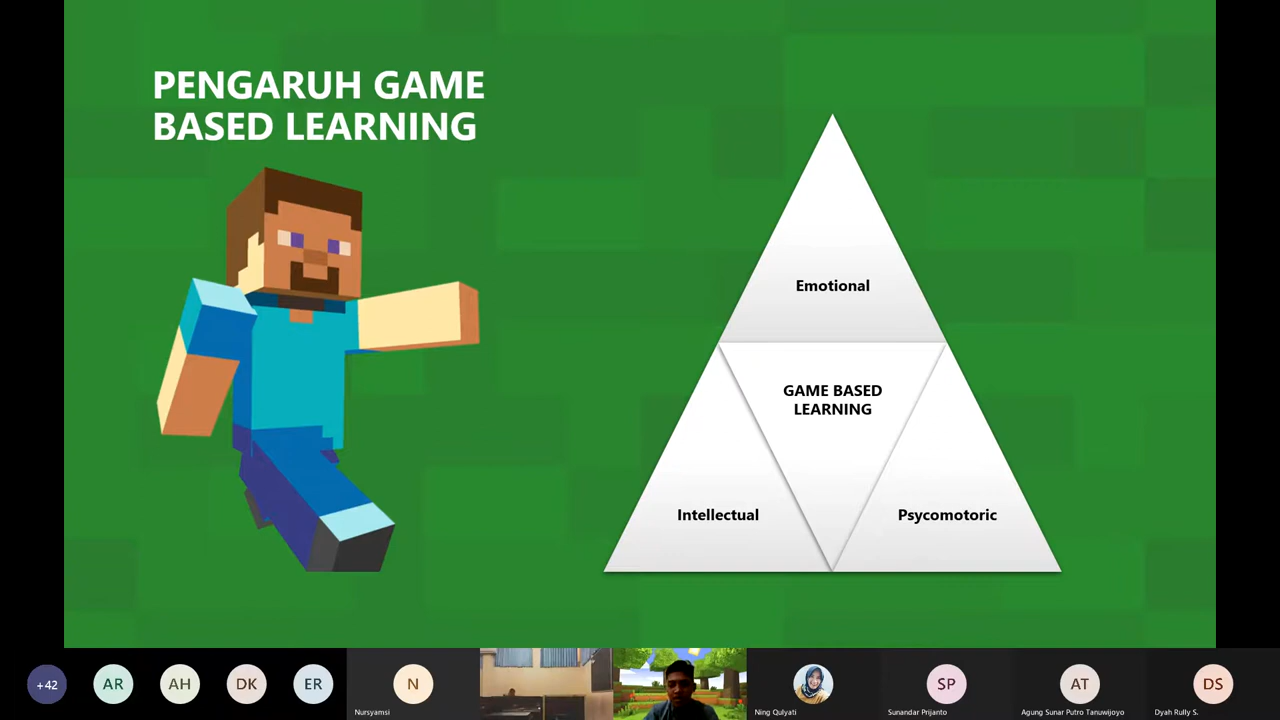 PENGARUH GAME
BASED LEARNING
Emotional
GAME BASED
LEARNING
Intellectual
Psycomotoric
+42
AR
AH
DK
ER
N
Nursyamsi
Ning Qulyati
SP
Sunandar Prijanto
AT
Agung Sunar Putro Tanuwijoyo
DS
Dyah Rully S.